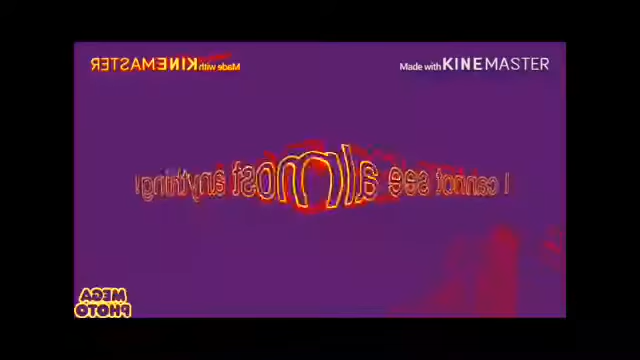 Made with KINEMASTER
Made with KINEMASTER
I cannot see almost anything!
MEGA
PHOTO